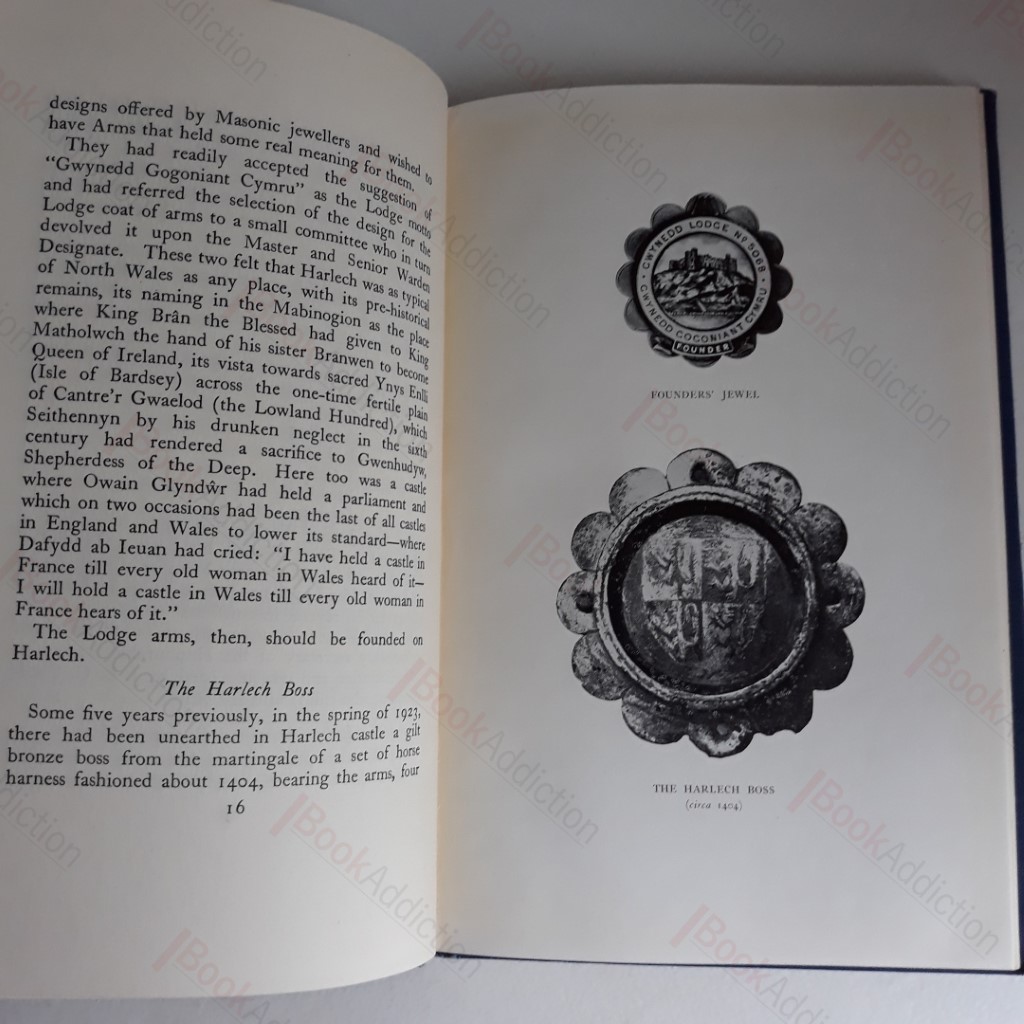 designs offered by Masonic jewellers and wished to
have Arms that held some real meaning for them.
They had readily accepted the suggestion of
“Gwynedd Gogoniant Cymru” as the Lodge motto
and had referred the selection of the design for the
Lodge coat of arms to a small committee who in turn
devolved it upon the Master and Senior Warden
Designate. These two felt that Harlech was as typical
of North Wales as any place, with its pre-historical
remains, its naming in the Mabinogion as the place
where King Brân the Blessed had given to King
Matholwch the hand of his sister Branwen to become
Queen of Ireland, its vista towards sacred Ynys Enlli
(Isle of Bardsey) across the one-time fertile plain
of Cantre'r Gwaelod (the Lowland Hundred), which
Seithennyn by his drunken neglect in the sixth
century had rendered a sacrifice to Gwenhudyw,
Shepherdess of the Deep. Here too was a castle
where Owain Glyndŵr had held a parliament and
which on two occasions had been the last of all castles
in England and Wales to lower its standard—where
Dafydd ab Ieuan had cried: “I have held a castle in
France till every old woman in Wales heard of it—
I will hold a castle in Wales till every old woman in
France hears of it.”
The Lodge arms, then, should be founded on
Harlech.
The Harlech Boss
Some five years previously, in the spring of 1923,
there had been unearthed in Harlech castle a gilt
bronze boss from the martingale of a set of horse
harness fashioned about 1404, bearing the arms, four
16
GWYNEDD LODGE No 5068
GWYNEDD GOGONIANT CYMRU
FOUNDER
FOUNDERS' JEWEL
THE HARLECH BOSS
(circa 1404)
BookAddiction